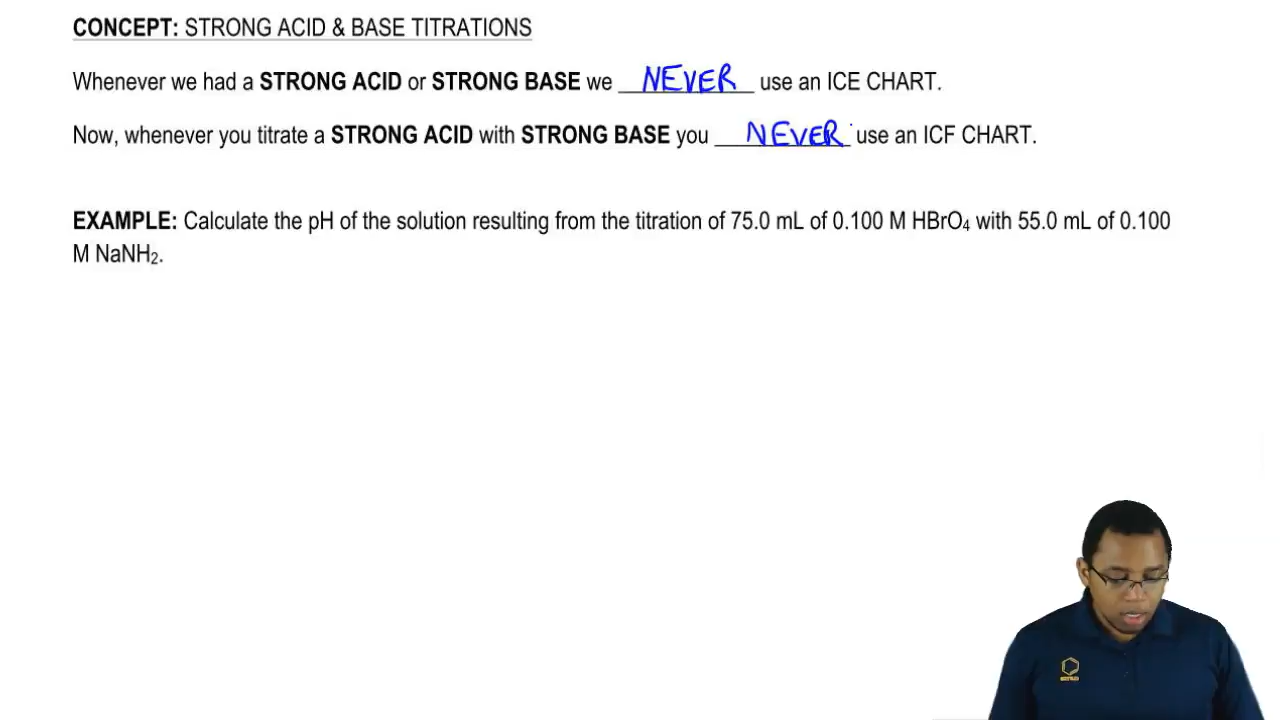 CONCEPT: STRONG ACID & BASE TITRATIONS
Whenever we had a STRONG ACID or STRONG BASE we NEVER use an ICE CHART.
Now, whenever you titrate a STRONG ACID with STRONG BASE you NEVER use an ICF CHART.
EXAMPLE: Calculate the pH of the solution resulting from the titration of 75.0 mL of 0.100 M HBrO₄ with 55.0 mL of 0.100
M NaNH₂.